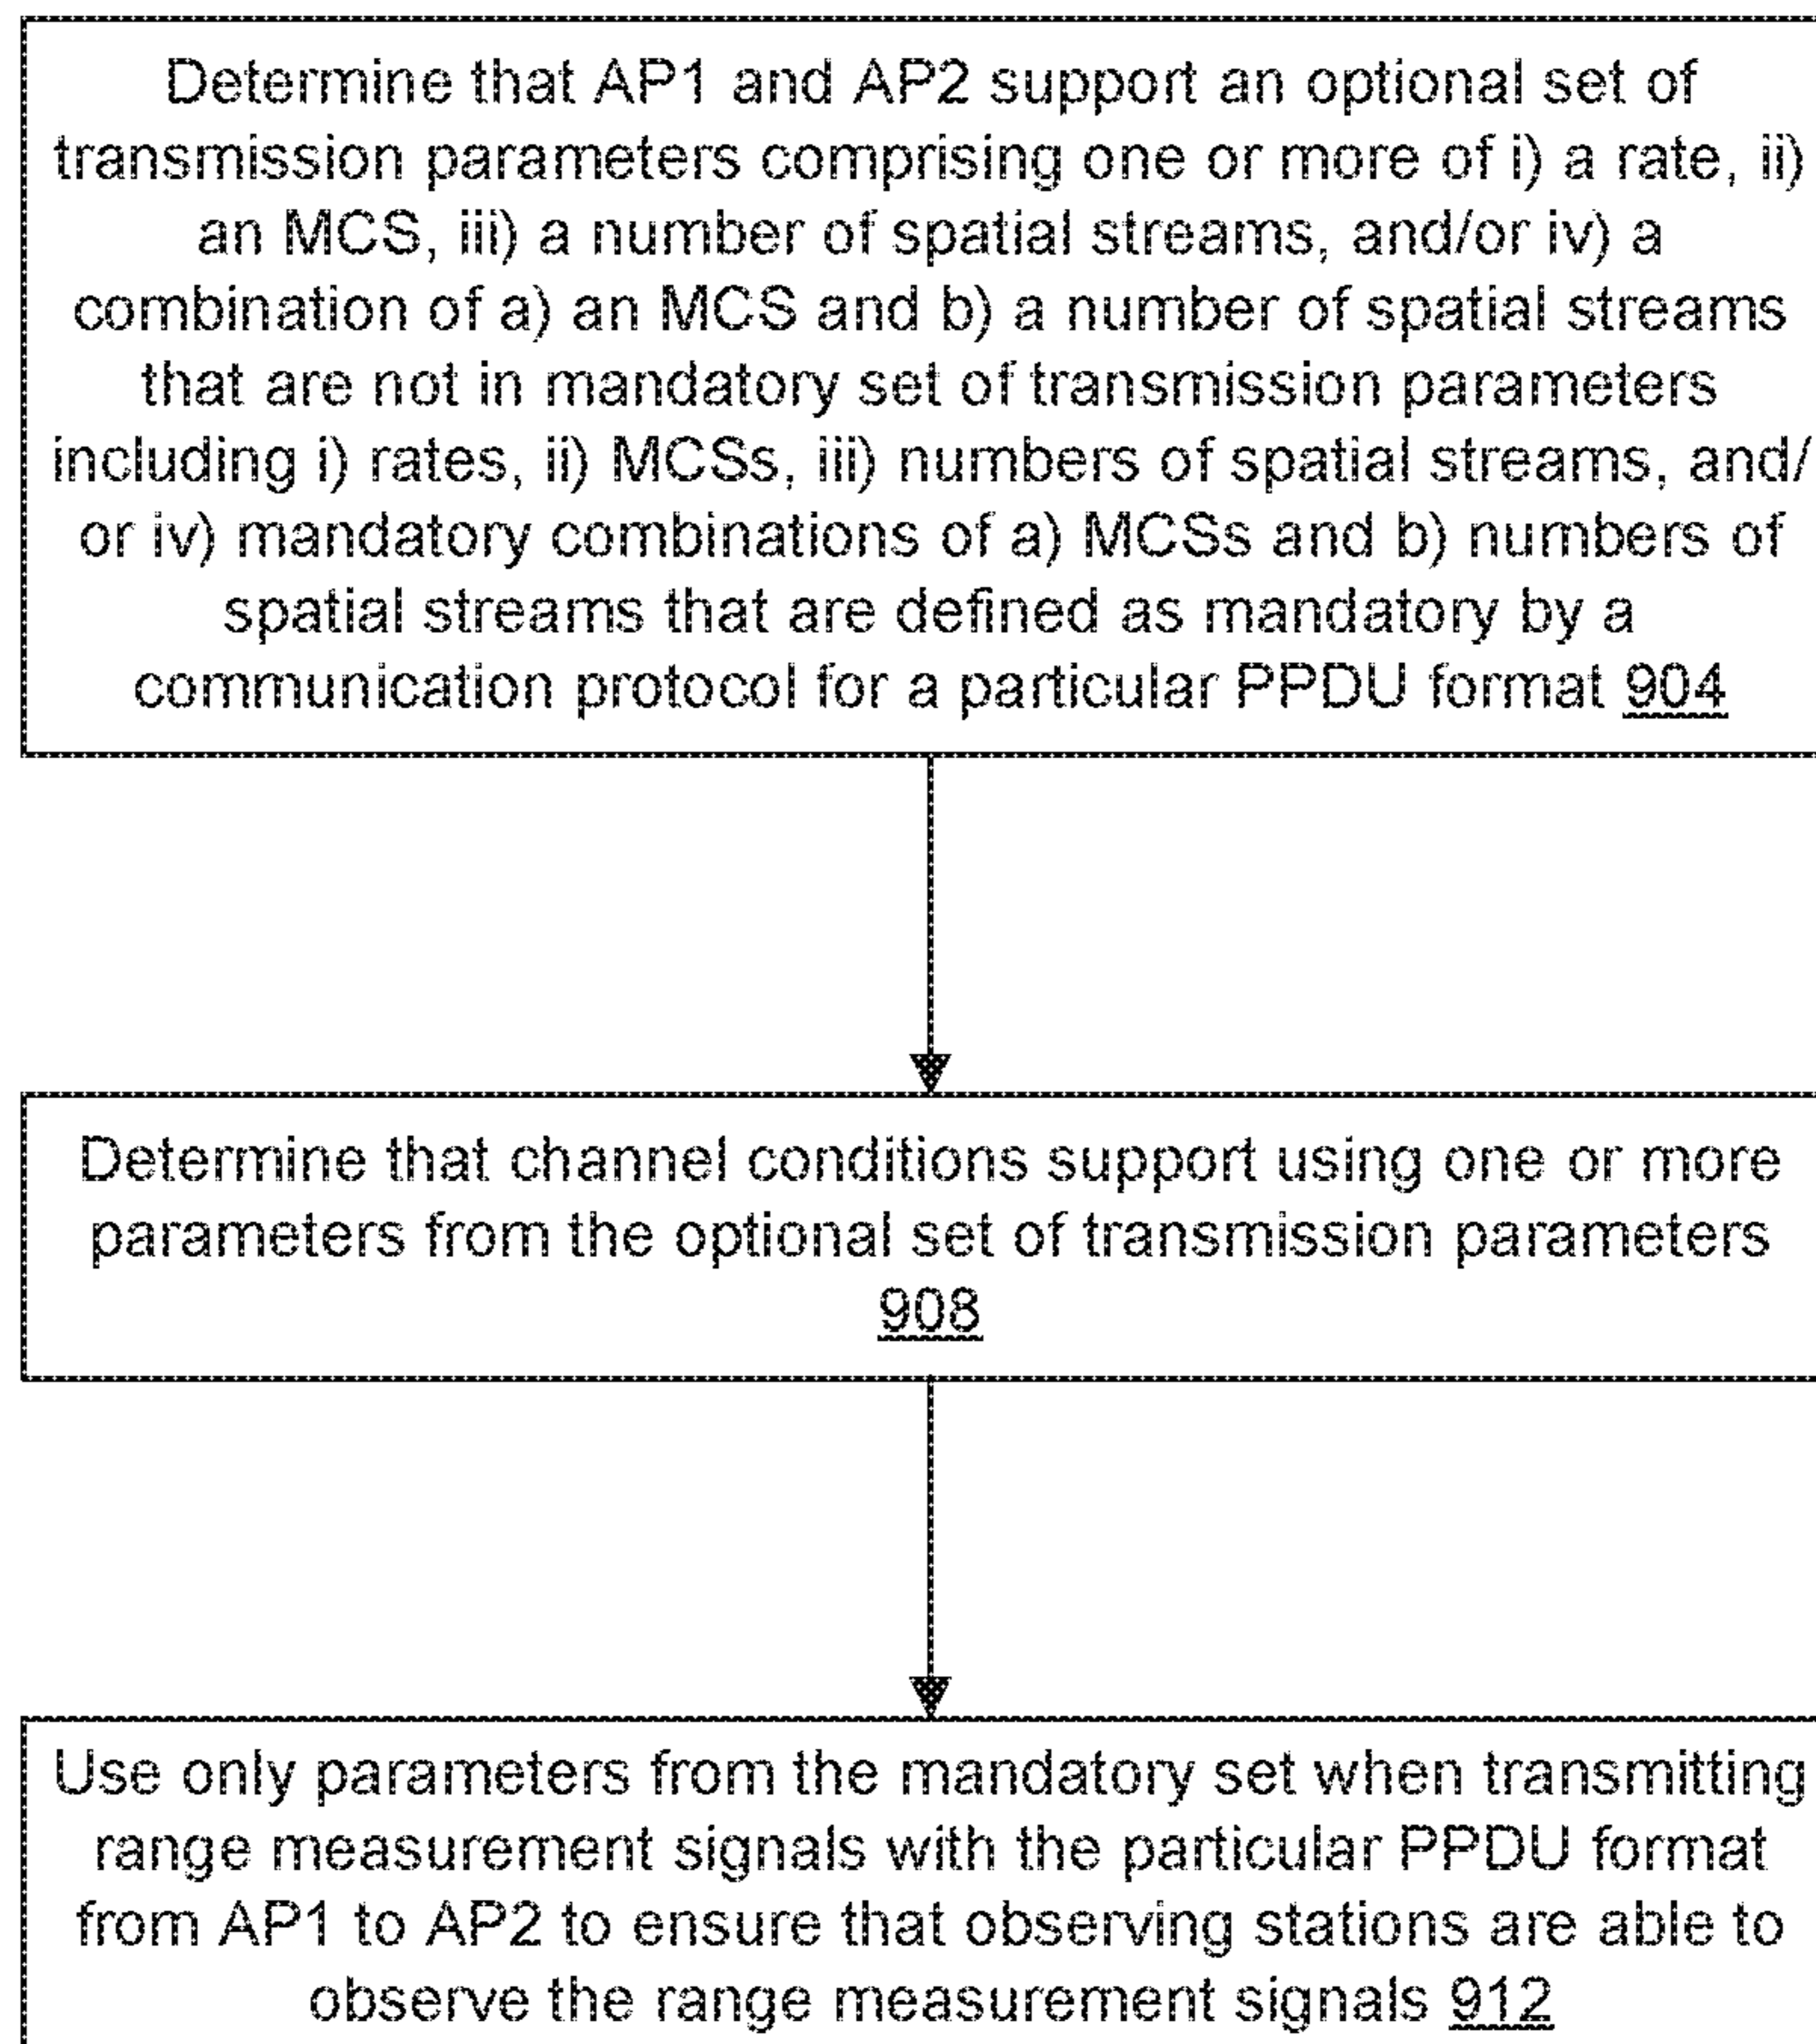 Determine that AP1 and AP2 support an optional set of
transmission parameters comprising one or more of i) a rate, ii)
an MCS, iii) a number of spatial streams, and/or iv) a
combination of a) an MCS and b) a number of spatial streams
that are not in mandatory set of transmission parameters
including i) rates, ii) MCSs, iii) numbers of spatial streams, and/
or iv) mandatory combinations of a) MCSs and b) numbers of
spatial streams that are defined as mandatory by a
communication protocol for a particular PPDU format 904
Determine that channel conditions support using one or more
parameters from the optional set of transmission parameters
908
Use only parameters from the mandatory set when transmitting
range measurement signals with the particular PPDU format
from AP1 to AP2 to ensure that observing stations are able to
observe the range measurement signals 912